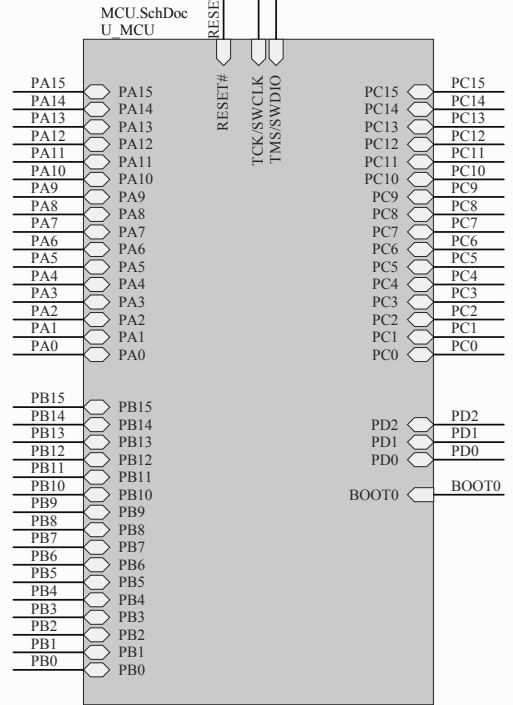 MCU.SchDoc
U_MCU
RESE
RESET#
TCK/SWCLK
TMS/SWDIO
PA15 PA15 PC15 PC15
PA14 PA14 PC14 PC14
PA13 PA13 PC13 PC13
PA12 PA12 PC12 PC12
PA11 PA11 PC11 PC11
PA10 PA10 PC10 PC10
PA9 PA9 PC9 PC9
PA8 PA8 PC8 PC8
PA7 PA7 PC7 PC7
PA6 PA6 PC6 PC6
PA5 PA5 PC5 PC5
PA4 PA4 PC4 PC4
PA3 PA3 PC3 PC3
PA2 PA2 PC2 PC2
PA1 PA1 PC1 PC1
PA0 PA0 PC0 PC0
PB15 PB15
PB14 PB14 PD2 PD2
PB13 PB13 PD1 PD1
PB12 PB12 PD0 PD0
PB11 PB11
PB10 PB10 BOOT0 BOOT0
PB9 PB9
PB8 PB8
PB7 PB7
PB6 PB6
PB5 PB5
PB4 PB4
PB3 PB3
PB2 PB2
PB1 PB1
PB0 PB0